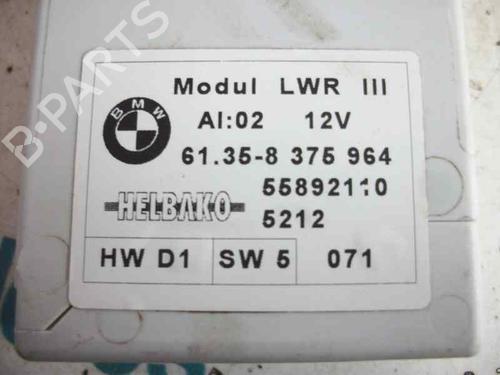 B-PARTS
BMW
Modul LWR III
AI:02 12V
61.35-8 375 964
55892110
HELBAKO
5212
HW D1 SW 5 071